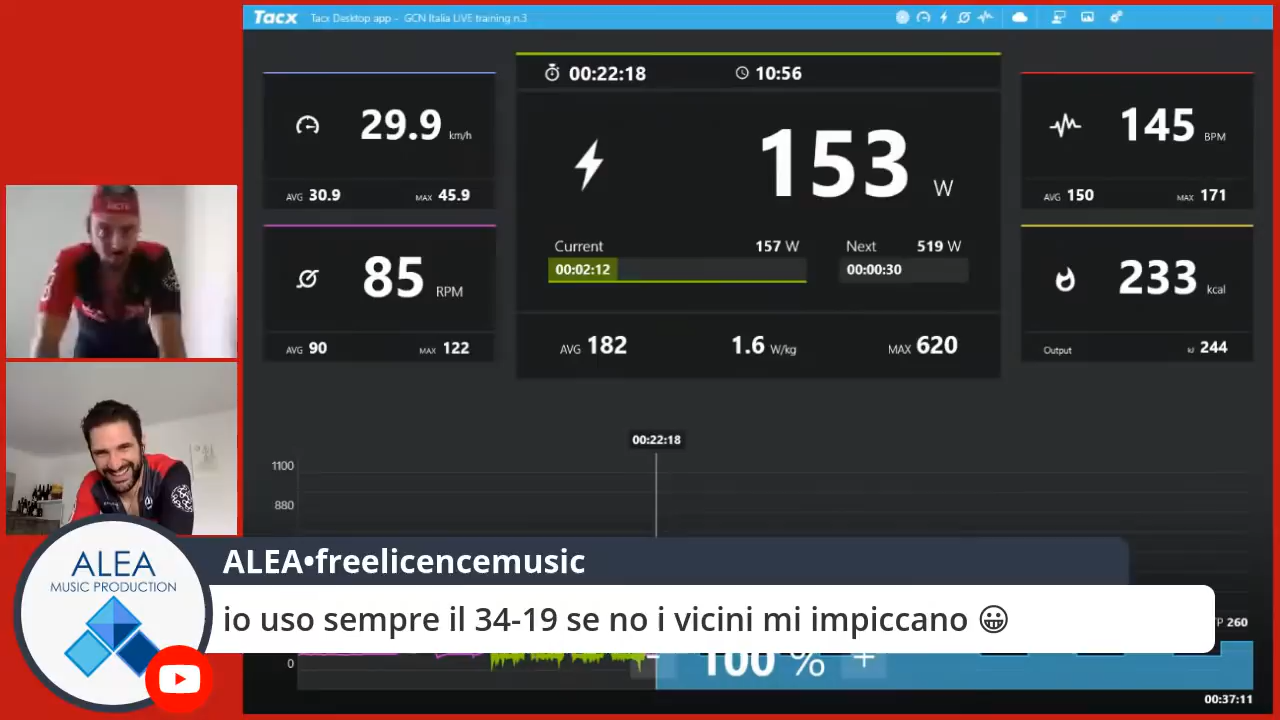 Tacx
Tacx Desktop app - GCN Italia LIVE training n.3
00:22:18
10:56
29.9 km/h
AVG 30.9
MAX 45.9
153 W
145 BPM
AVG 150
MAX 171
Current
157 W
Next
519 W
00:02:12
00:00:30
85 RPM
AVG 90
MAX 122
233 kcal
Output
kJ 244
AVG 182
1.6 W/kg
MAX 620
00:22:18
1100
880
ALEA
MUSIC PRODUCTION
ALEA•freelicencemusic
io uso sempre il 34-19 se no i vicini mi impiccano 😀
260
0
-
100 %
+
00:37:11